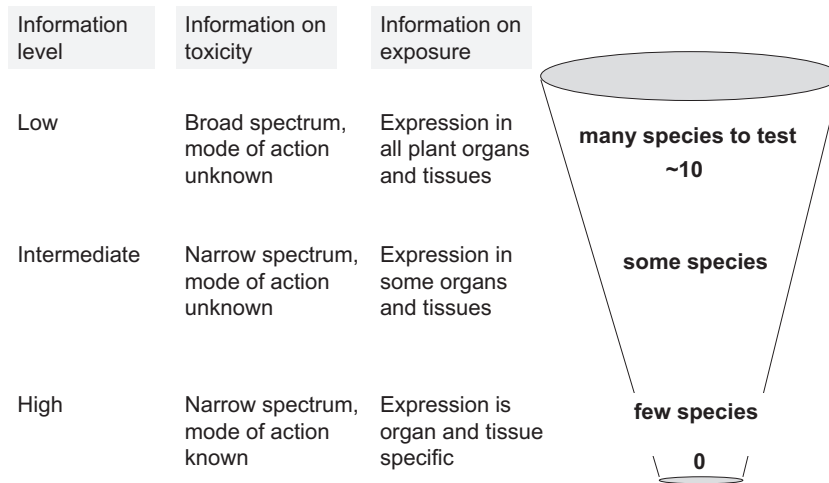 Information level
Information on toxicity
Information on exposure
Low
Broad spectrum, mode of action unknown
Expression in all plant organs and tissues
many species to test
~10
Intermediate
Narrow spectrum, mode of action unknown
Expression in some organs and tissues
some species
High
Narrow spectrum, mode of action known
Expression is organ and tissue specific
few species
0